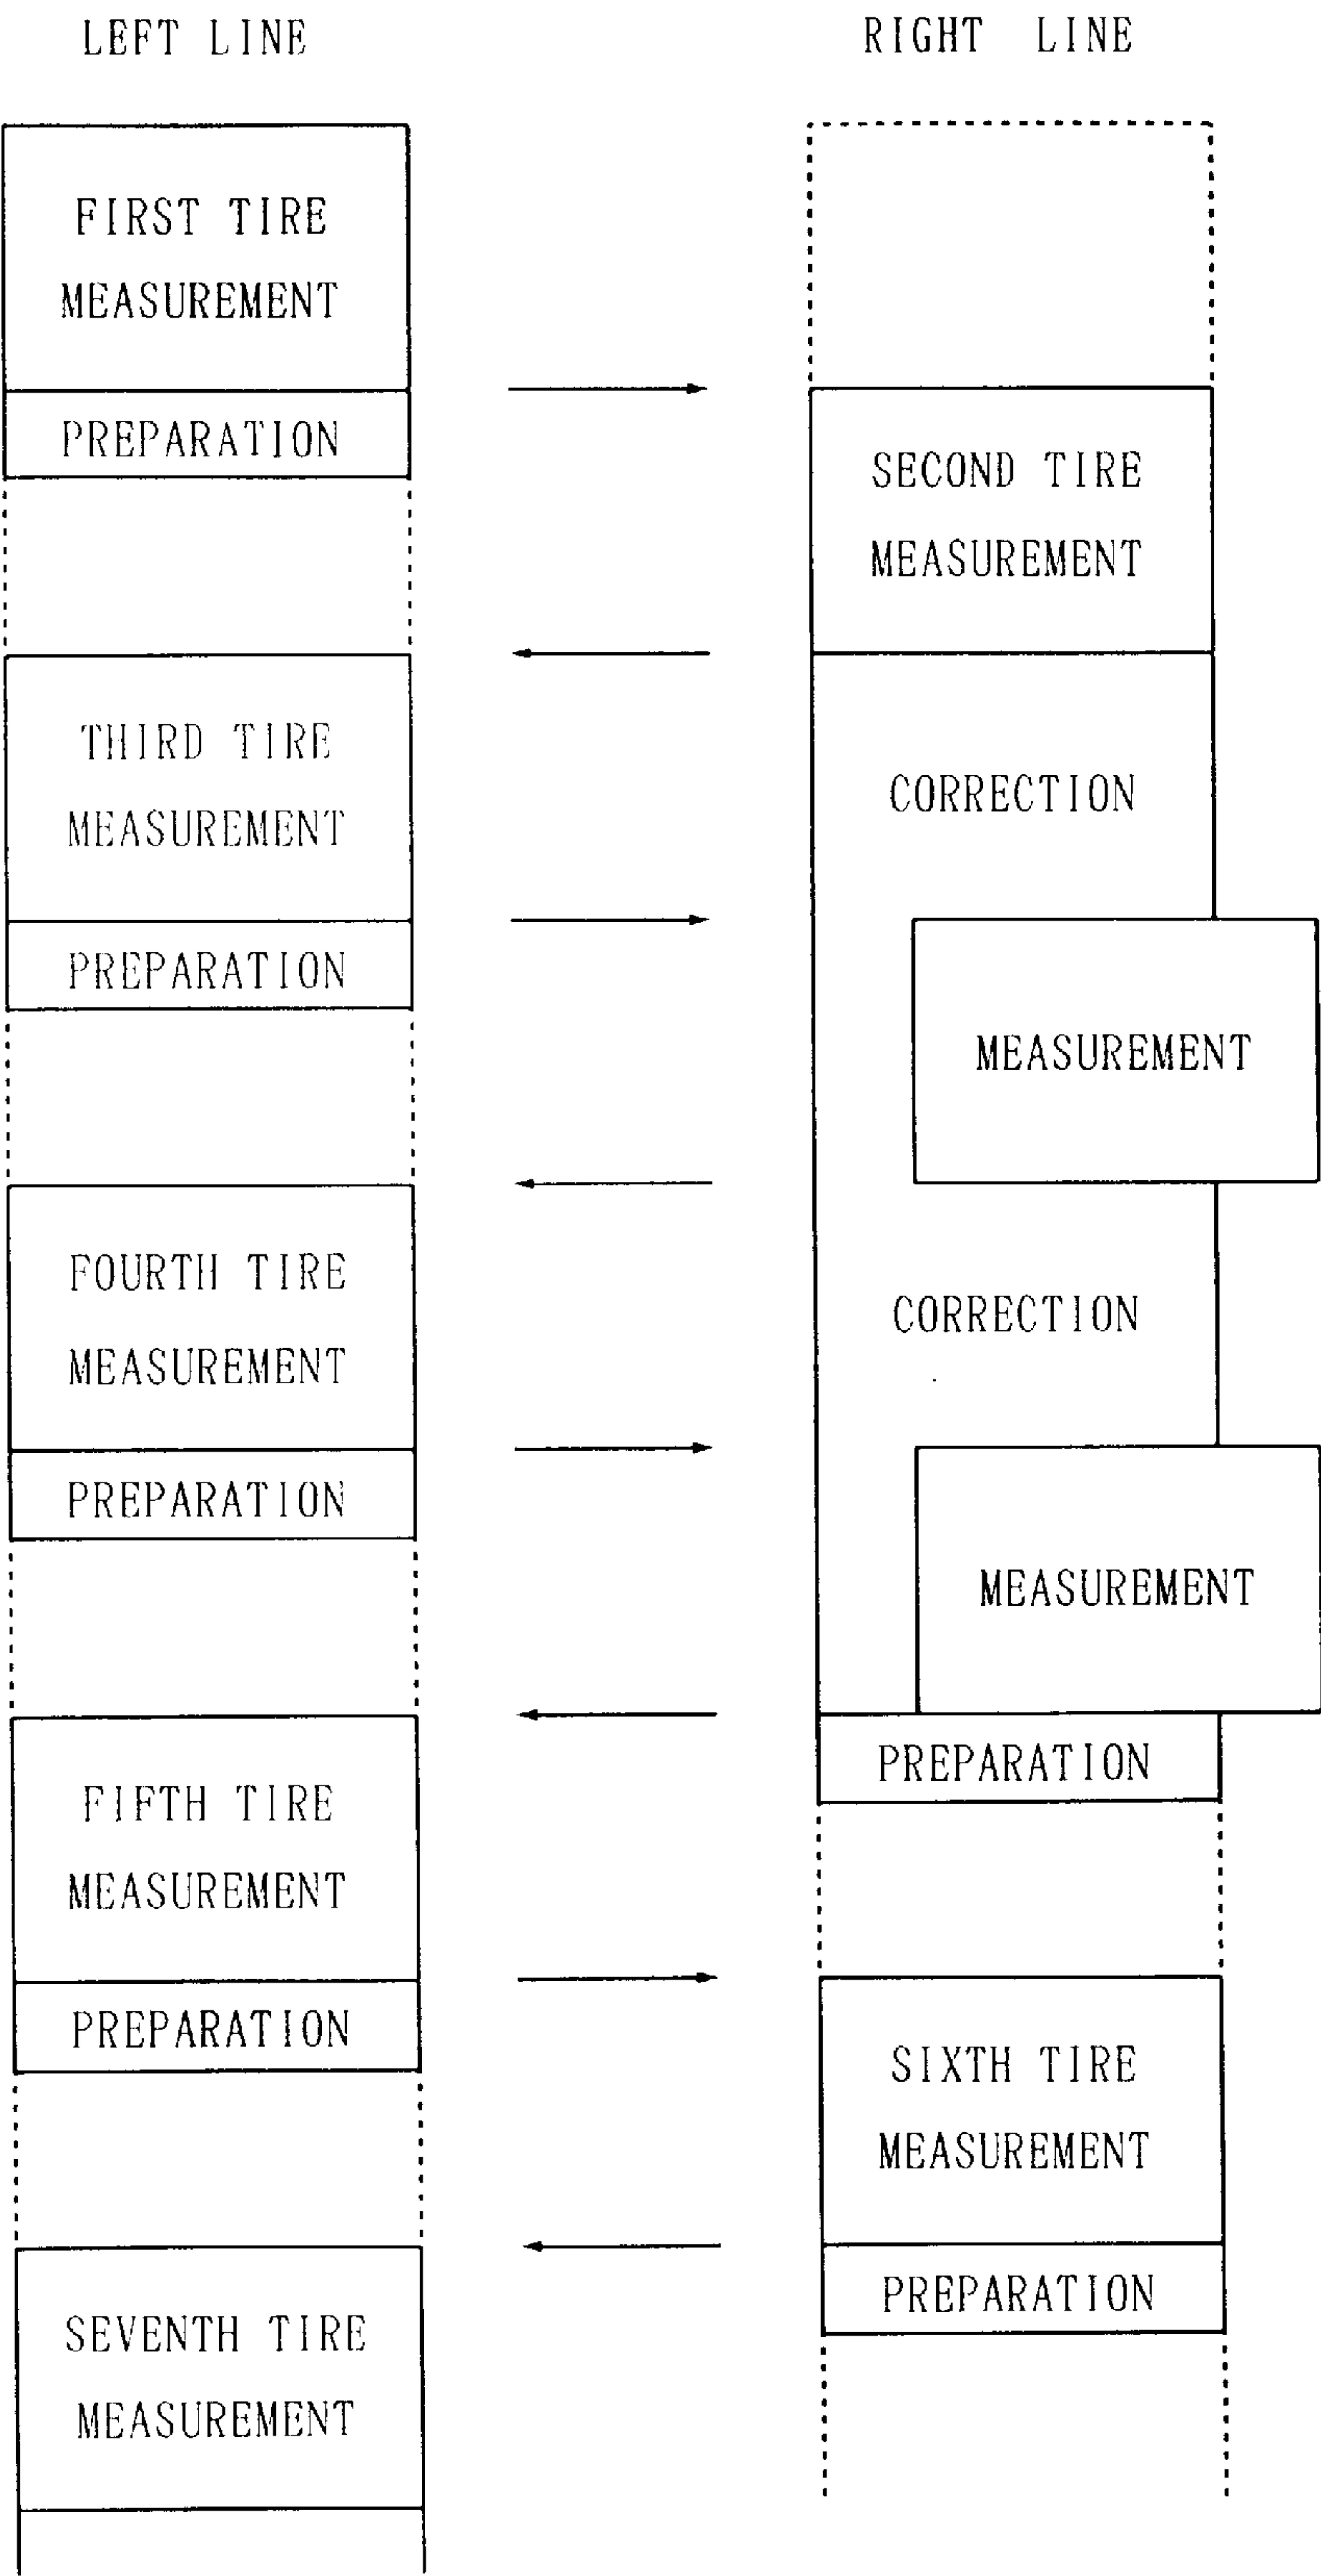 LEFT LINE
RIGHT LINE
FIRST TIRE
MEASUREMENT
PREPARATION
SECOND TIRE
MEASUREMENT
THIRD TIRE
MEASUREMENT
CORRECTION
PREPARATION
MEASUREMENT
FOURTH TIRE
MEASUREMENT
CORRECTION
PREPARATION
MEASUREMENT
FIFTH TIRE
MEASUREMENT
PREPARATION
PREPARATION
SIXTH TIRE
MEASUREMENT
PREPARATION
SEVENTH TIRE
MEASUREMENT